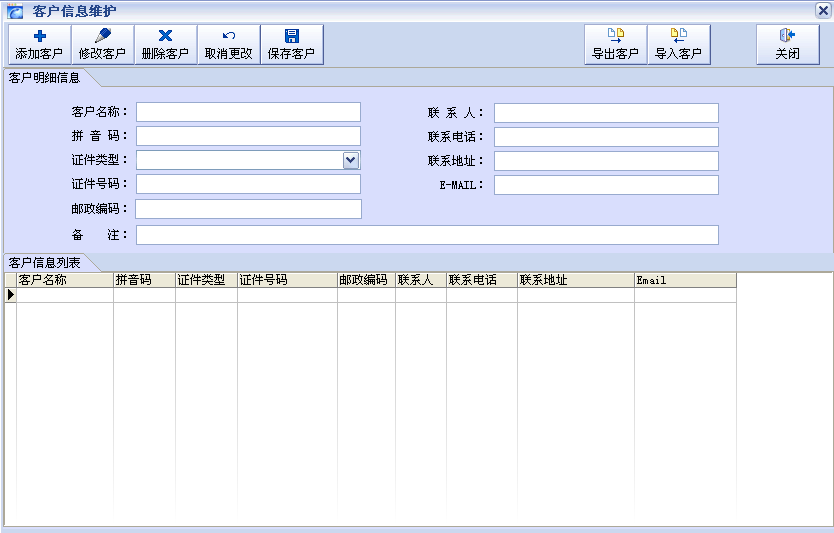 客户信息维护
添加客户 修改客户 删除客户 取消更改 保存客户 导出客户 导入客户 关闭
客户明细信息
客户名称： 联 系 人：
拼 音 码： 联系电话：
证件类型： 联系地址：
证件号码： E-MAIL：
邮政编码：
备 注：
客户信息列表
客户名称 拼音码 证件类型 证件号码 邮政编码 联系人 联系电话 联系地址 Email